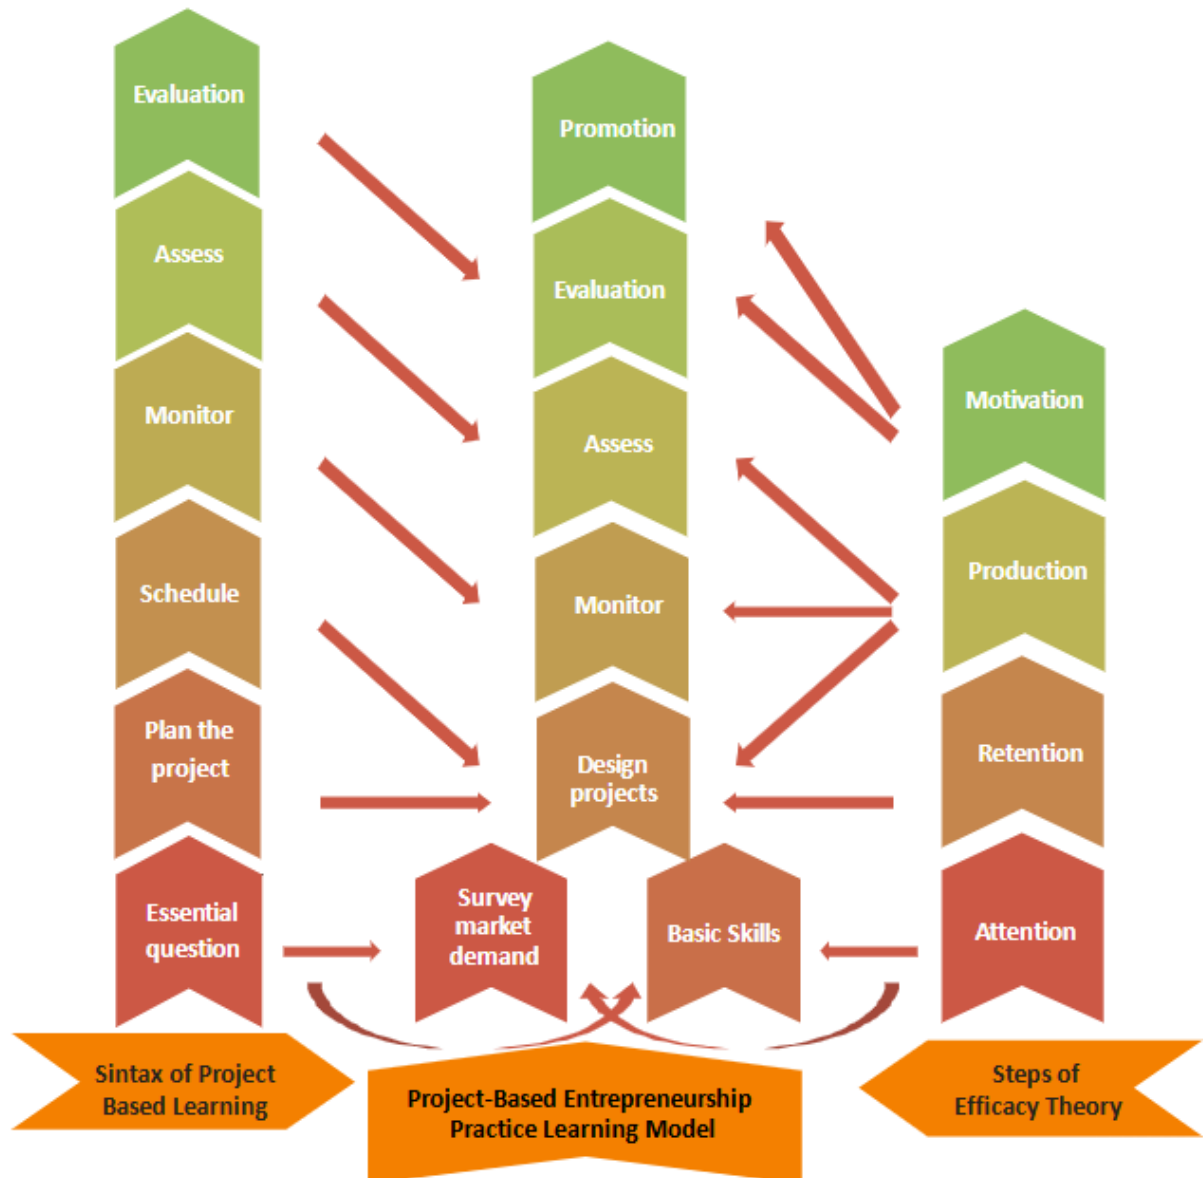 Evaluation
Assess
Monitor
Schedule
Plan the
project
Essential
question
Sintax of Project
Based Learning
Promotion
Evaluation
Assess
Monitor
Design
projects
Survey
market
demand
Basic Skills
Project-Based Entrepreneurship
Practice Learning Model
Motivation
Production
Retention
Attention
Steps of
Efficacy Theory